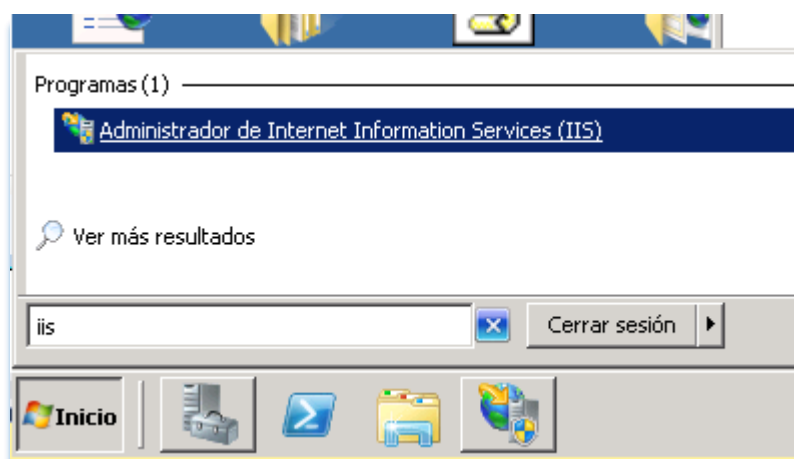 Programas (1)
Administrador de Internet Information Services (IIS)
Ver más resultados
iis
Cerrar sesión
Inicio